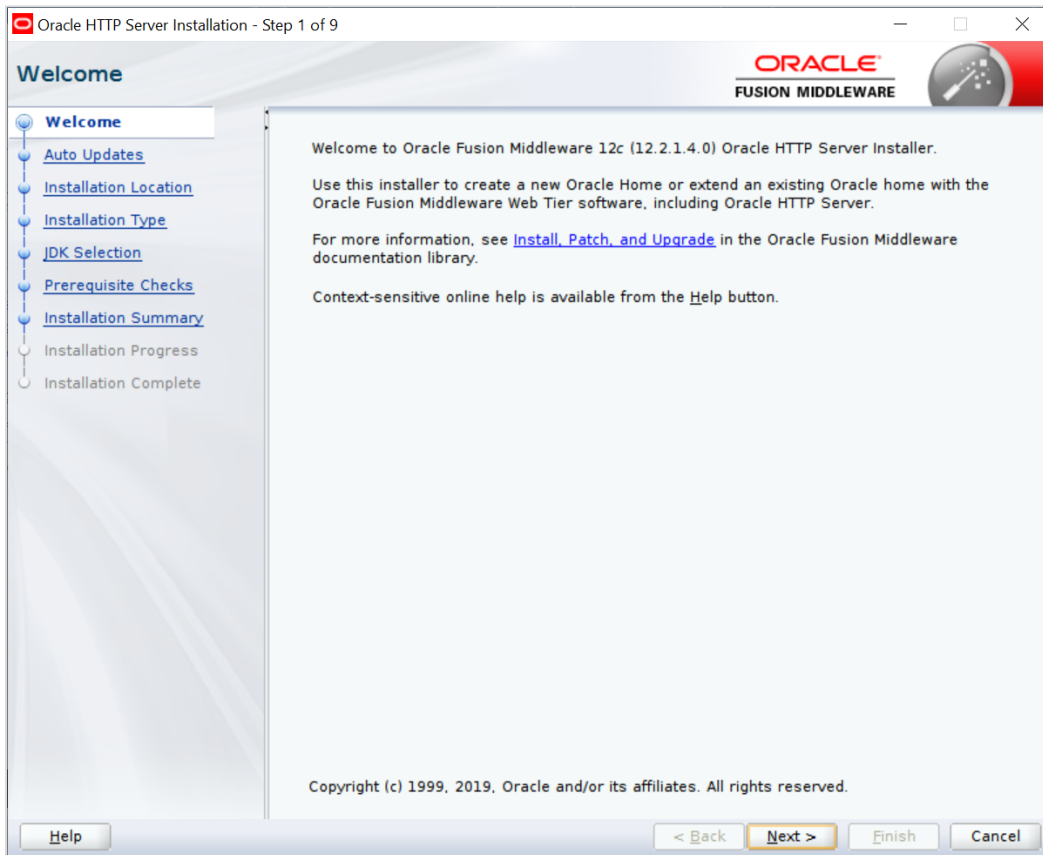 Oracle HTTP Server Installation - Step 1 of 9
Welcome
ORACLE
FUSION MIDDLEWARE
Welcome
Auto Updates
Installation Location
Installation Type
JDK Selection
Prerequisite Checks
Installation Summary
Installation Progress
Installation Complete
Welcome to Oracle Fusion Middleware 12c (12.2.1.4.0) Oracle HTTP Server Installer.
Use this installer to create a new Oracle Home or extend an existing Oracle home with the
Oracle Fusion Middleware Web Tier software, including Oracle HTTP Server.
For more information, see Install, Patch, and Upgrade in the Oracle Fusion Middleware
documentation library.
Context-sensitive online help is available from the Help button.
Copyright (c) 1999, 2019, Oracle and/or its affiliates. All rights reserved.
Help
< Back
Next >
Finish
Cancel